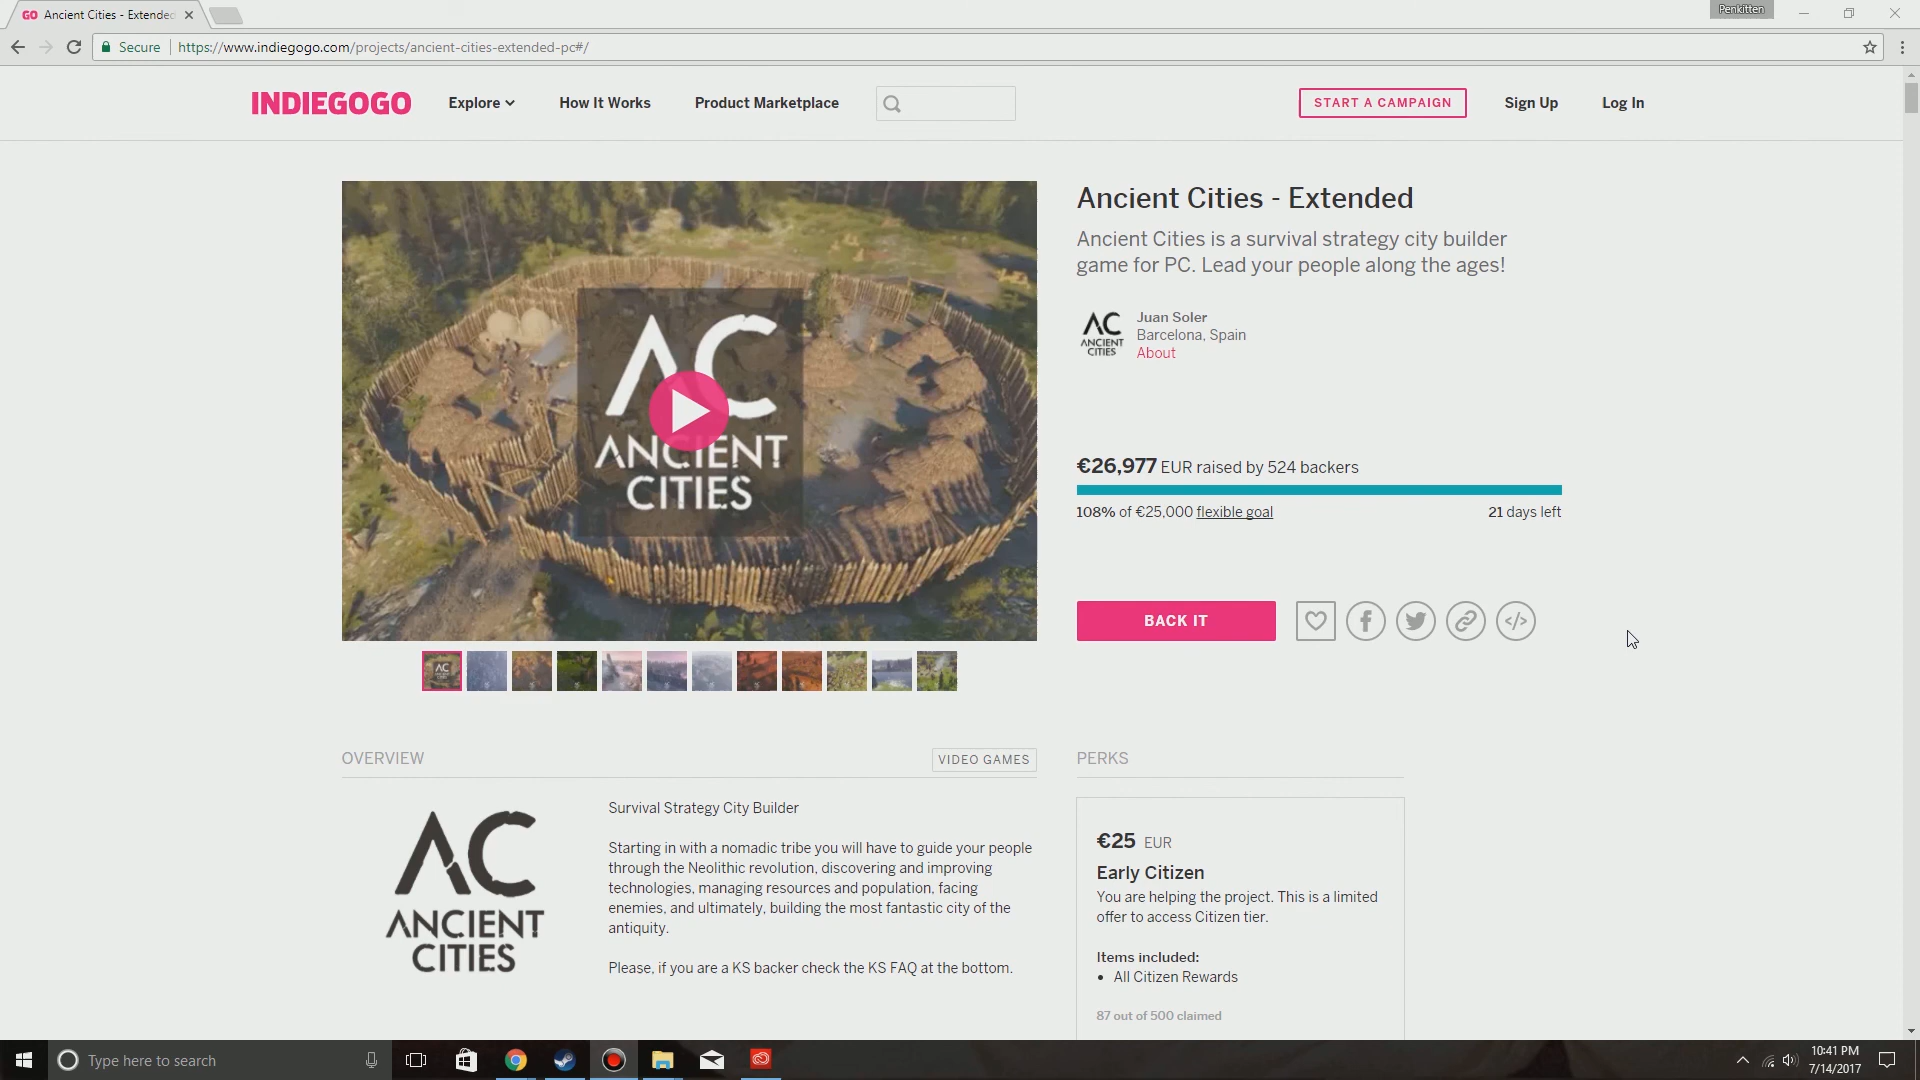 GO Ancient Cities - Extended
Penkitten
Secure
https://www.indiegogo.com/projects/ancient-cities-extended-pc#/
INDIEGOGO
Explore
How It Works
Product Marketplace
START A CAMPAIGN
Sign Up
Log In
AC
ANCIENT
CITIES
Ancient Cities - Extended
Ancient Cities is a survival strategy city builder
game for PC. Lead your people along the ages!
AC
ANCIENT
CITIES
Juan Soler
Barcelona, Spain
About
€26,977 EUR raised by 524 backers
108% of €25,000 flexible goal
21 days left
BACK IT
OVERVIEW
VIDEO GAMES
AC
ANCIENT
CITIES
Survival Strategy City Builder
Starting in with a nomadic tribe you will have to guide your people
through the Neolithic revolution, discovering and improving
technologies, managing resources and population, facing
enemies, and ultimately, building the most fantastic city of the
antiquity.
Please, if you are a KS backer check the KS FAQ at the bottom.
PERKS
€25 EUR
Early Citizen
You are helping the project. This is a limited
offer to access Citizen tier.
Items included:
• All Citizen Rewards
87 out of 500 claimed
Type here to search
10:41 PM
7/14/2017